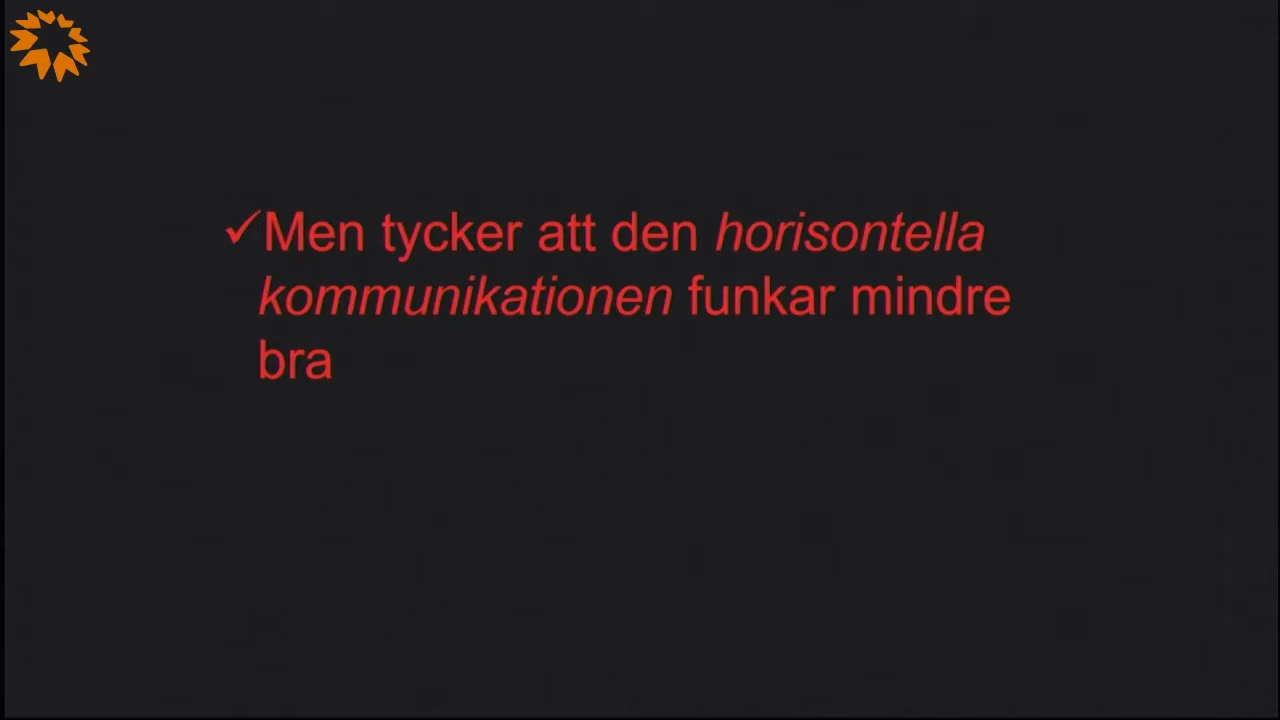 ✓Men tycker att den horisontella
kommunikationen funkar mindre
bra